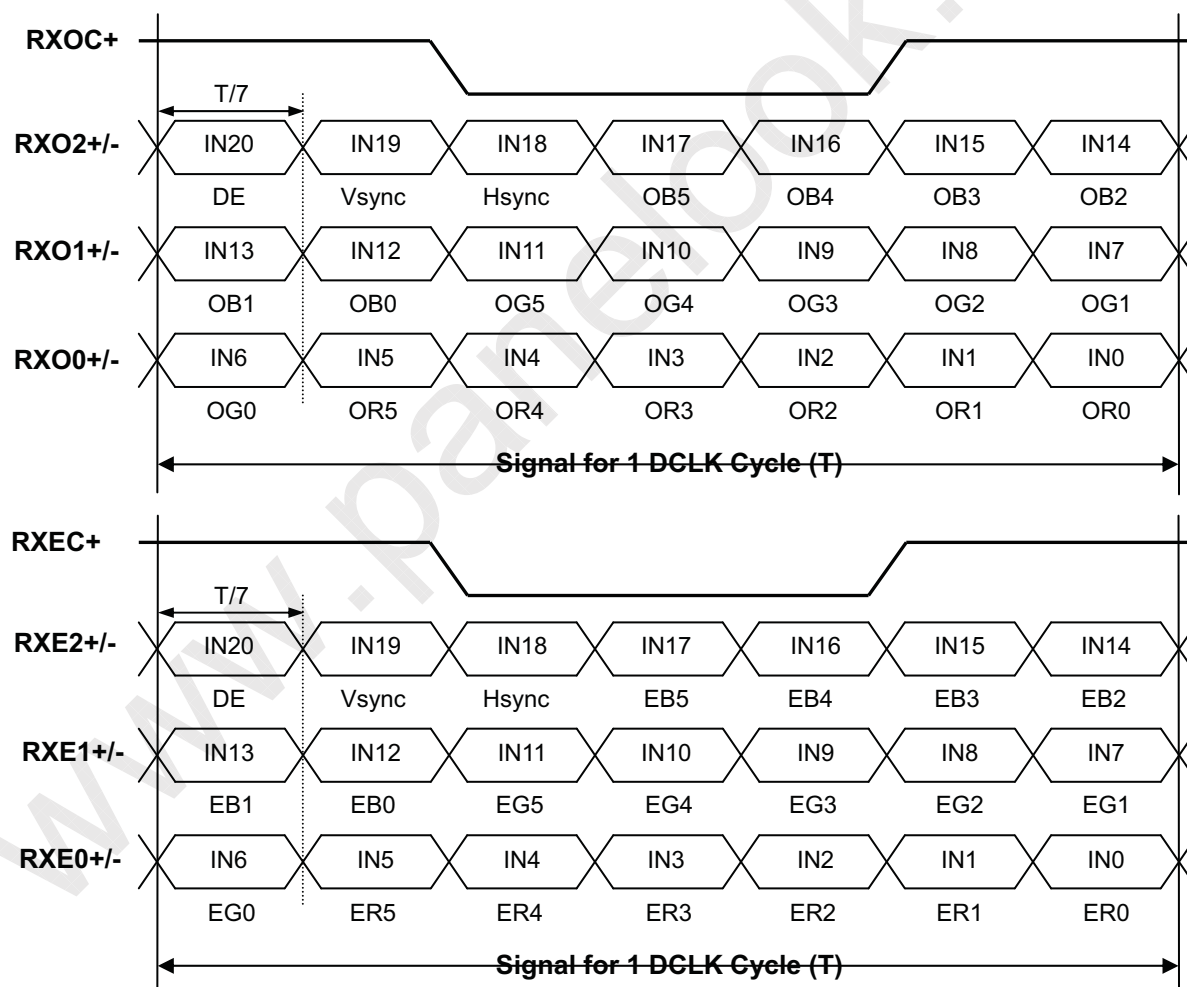 RXOC+
T/7
RXO2+/- IN20 IN19 IN18 IN17 IN16 IN15 IN14
DE Vsync Hsync OB5 OB4 OB3 OB2
RXO1+/- IN13 IN12 IN11 IN10 IN9 IN8 IN7
OB1 OB0 OG5 OG4 OG3 OG2 OG1
RXO0+/- IN6 IN5 IN4 IN3 IN2 IN1 IN0
OG0 OR5 OR4 OR3 OR2 OR1 OR0
Signal for 1 DCLK Cycle (T)
RXEC+
T/7
RXE2+/- IN20 IN19 IN18 IN17 IN16 IN15 IN14
DE Vsync Hsync EB5 EB4 EB3 EB2
RXE1+/- IN13 IN12 IN11 IN10 IN9 IN8 IN7
EB1 EB0 EG5 EG4 EG3 EG2 EG1
RXE0+/- IN6 IN5 IN4 IN3 IN2 IN1 IN0
EG0 ER5 ER4 ER3 ER2 ER1 ER0
Signal for 1 DCLK Cycle (T)
www.panelook.